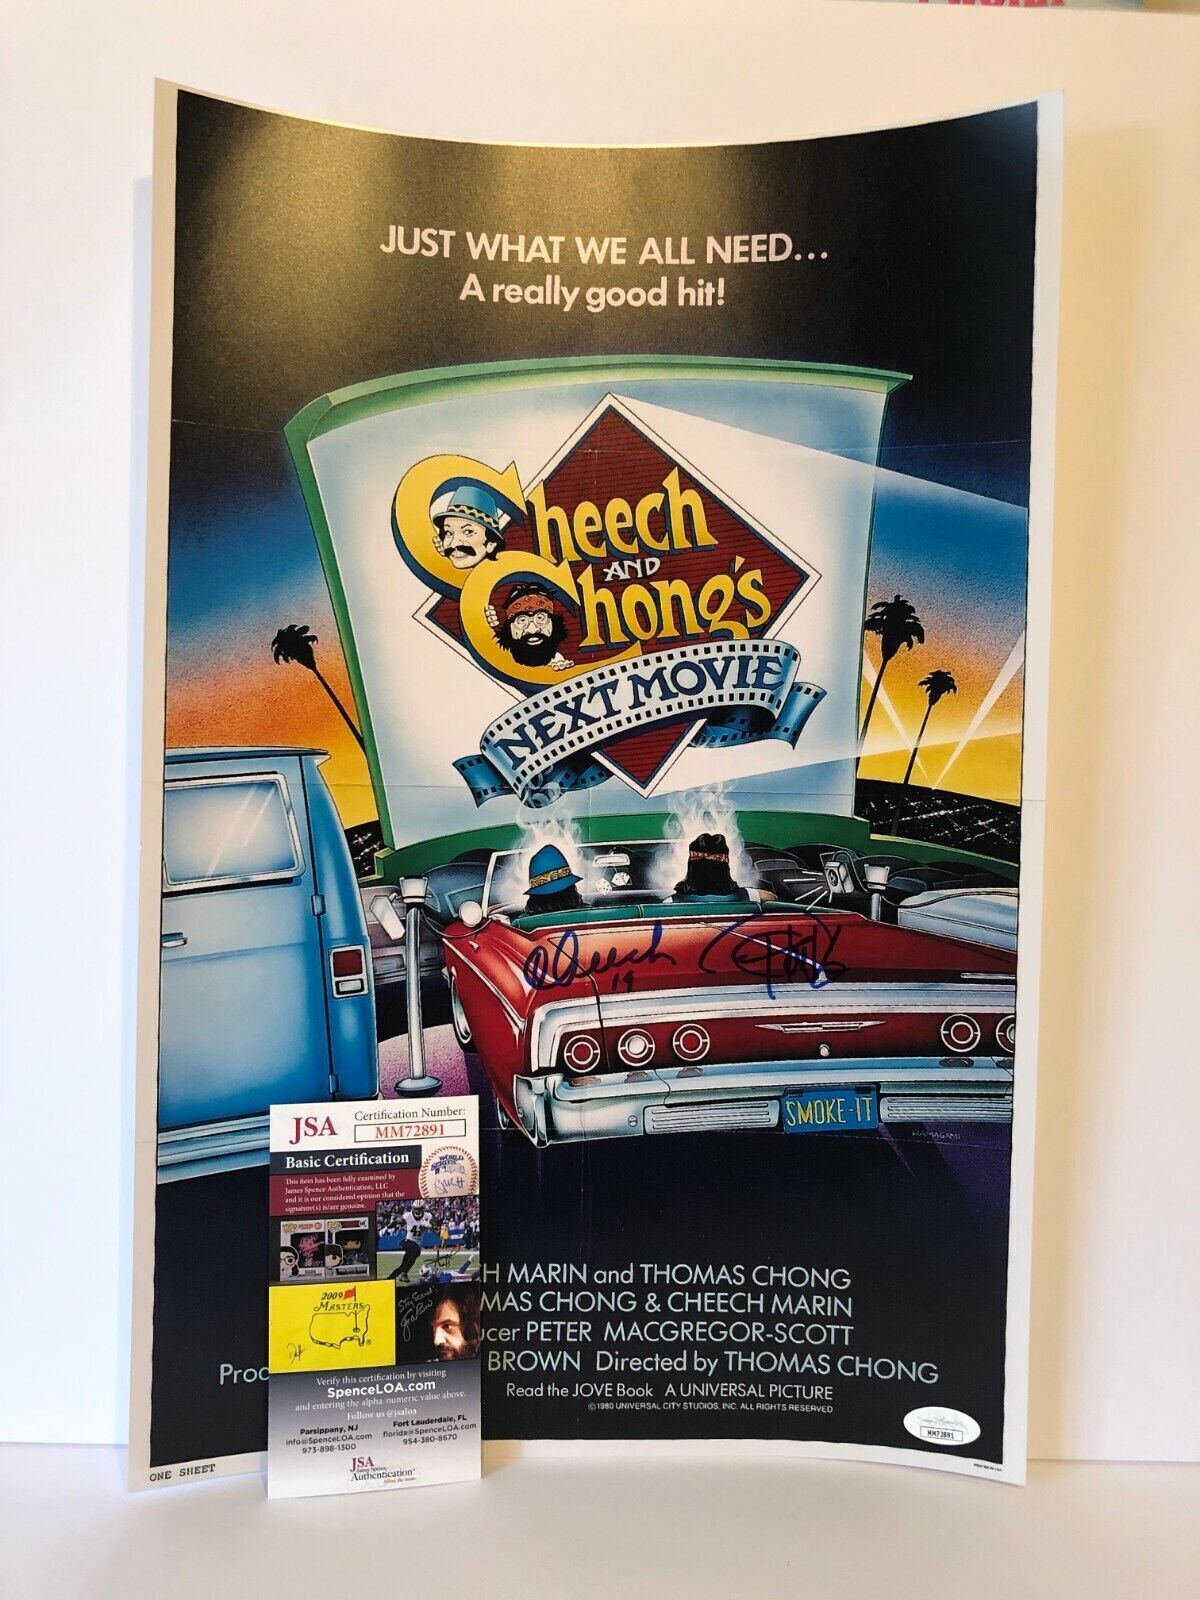 JUST WHAT WE ALL NEED...
A really good hit!
Cheech
AND
Chong's
NEXT MOVIE
Cheech
19
SMOKE-IT
HAMAGAMI
JSA
Certification Number:
MM72891
Basic Certification
This item has been fully examined by
James Spence Authentication, LLC
and it is our considered opinion that the
signature(s) is/are genuine.
WORLD
SERIES
2009
MASTERS
Verify this certification by visiting
SpenceLOA.com
and entering the alpha-numeric value above.
Follow us @jsaloa
Parsippany, NJ
info@SpenceLOA.com
973-898-1300
Fort Lauderdale, FL
florida@SpenceLOA.com
954-380-8670
JSA
James Spence
Authentication
H MARIN and THOMAS CHONG
MAS CHONG & CHEECH MARIN
ucer PETER MACGREGOR-SCOTT
Prod BROWN Directed by THOMAS CHONG
Read the JOVE Book A UNIVERSAL PICTURE
©1980 UNIVERSAL CITY STUDIOS, INC. ALL RIGHTS RESERVED
MM72891
ONE SHEET